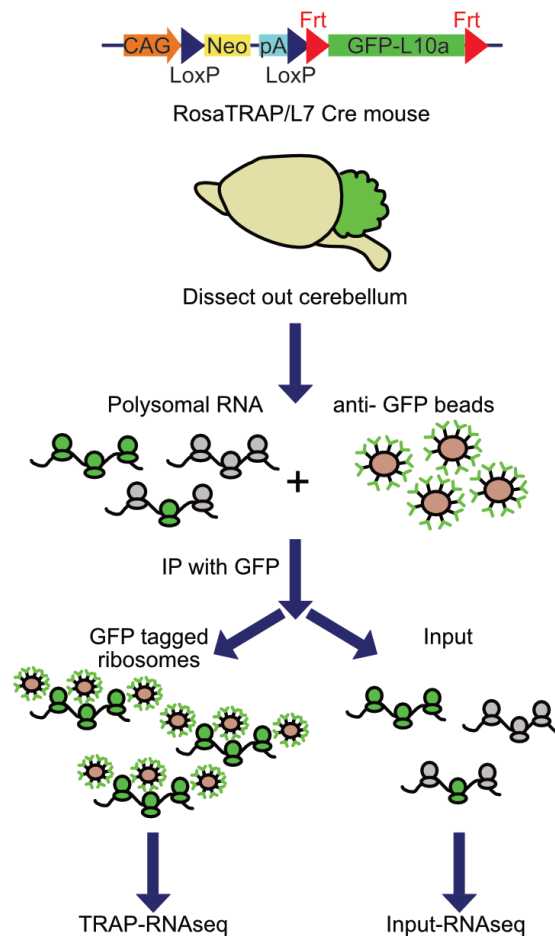 Frt Frt
CAG Neo pA GFP-L10a
LoxP LoxP
RosaTRAP/L7 Cre mouse
Dissect out cerebellum
Polysomal RNA anti- GFP beads
+
IP with GFP
GFP tagged
ribosomes
Input
TRAP-RNAseq Input-RNAseq